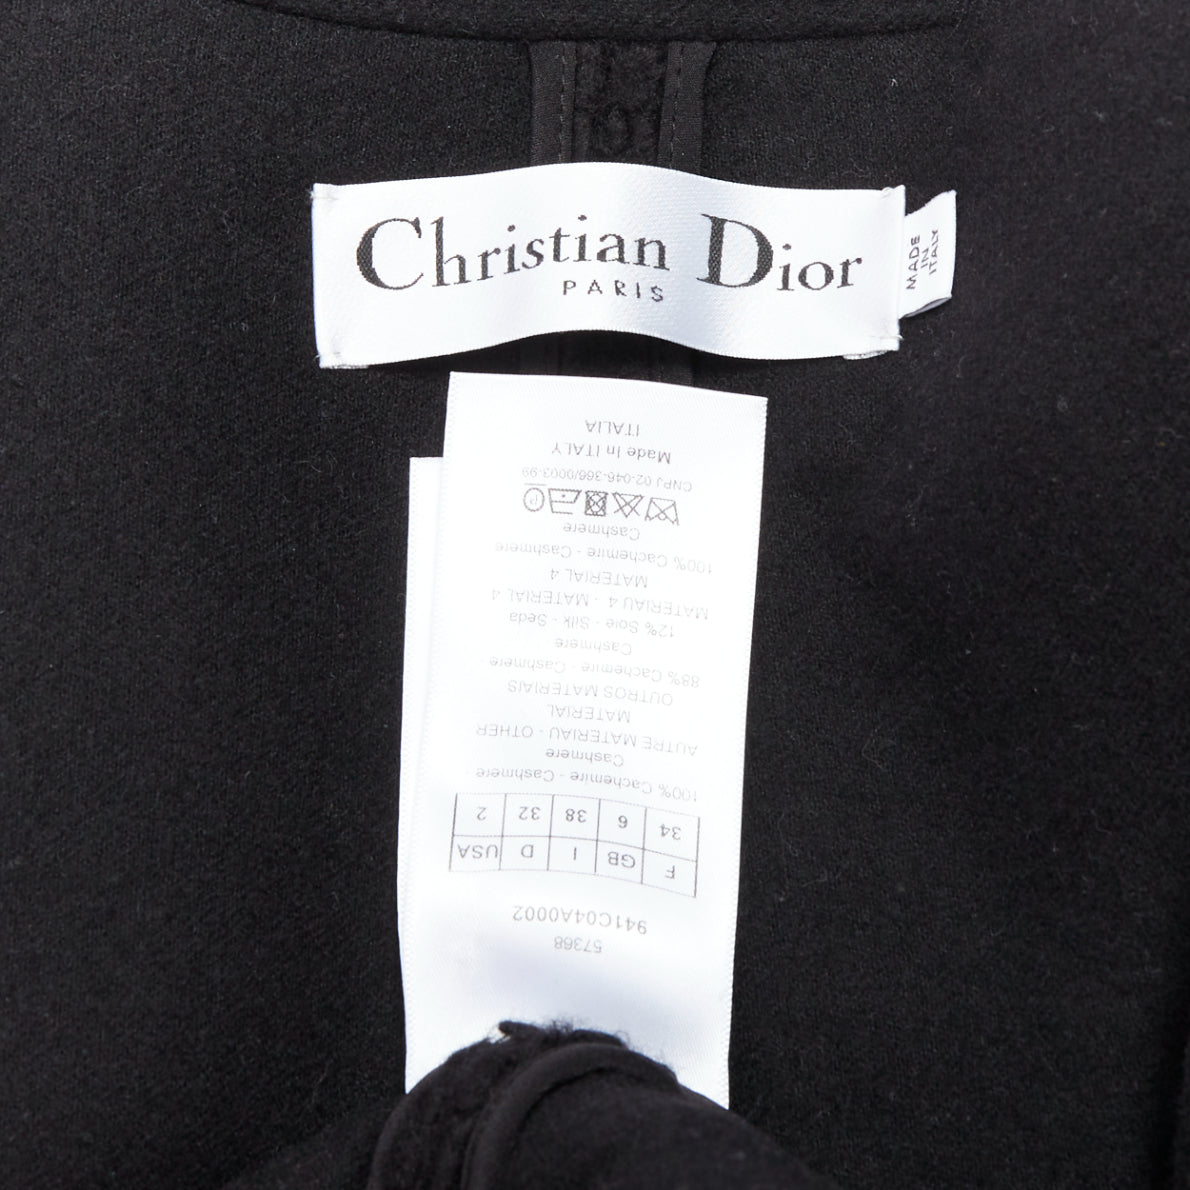 Christian Dior
PARIS
MADE
IN
ITALY
57368
941C04A0002
F GB I D USA
34 6 38 32 2
100% Cachemire - Cashmere -
Cashmere
AUTRE MATERIAU - OTHER
MATERIAL
OUTROS MATERIAIS
88% Cachemire - Cashmere -
Cashmere
12% Soie - Silk - Seda
MATERIAU 4 - MATERIAL 4
MATERIAL 4
100% Cachemire - Cashmere
Cashmere
P
CNPJ 02-046-366/0003-99
Made In ITALY
ITALIA